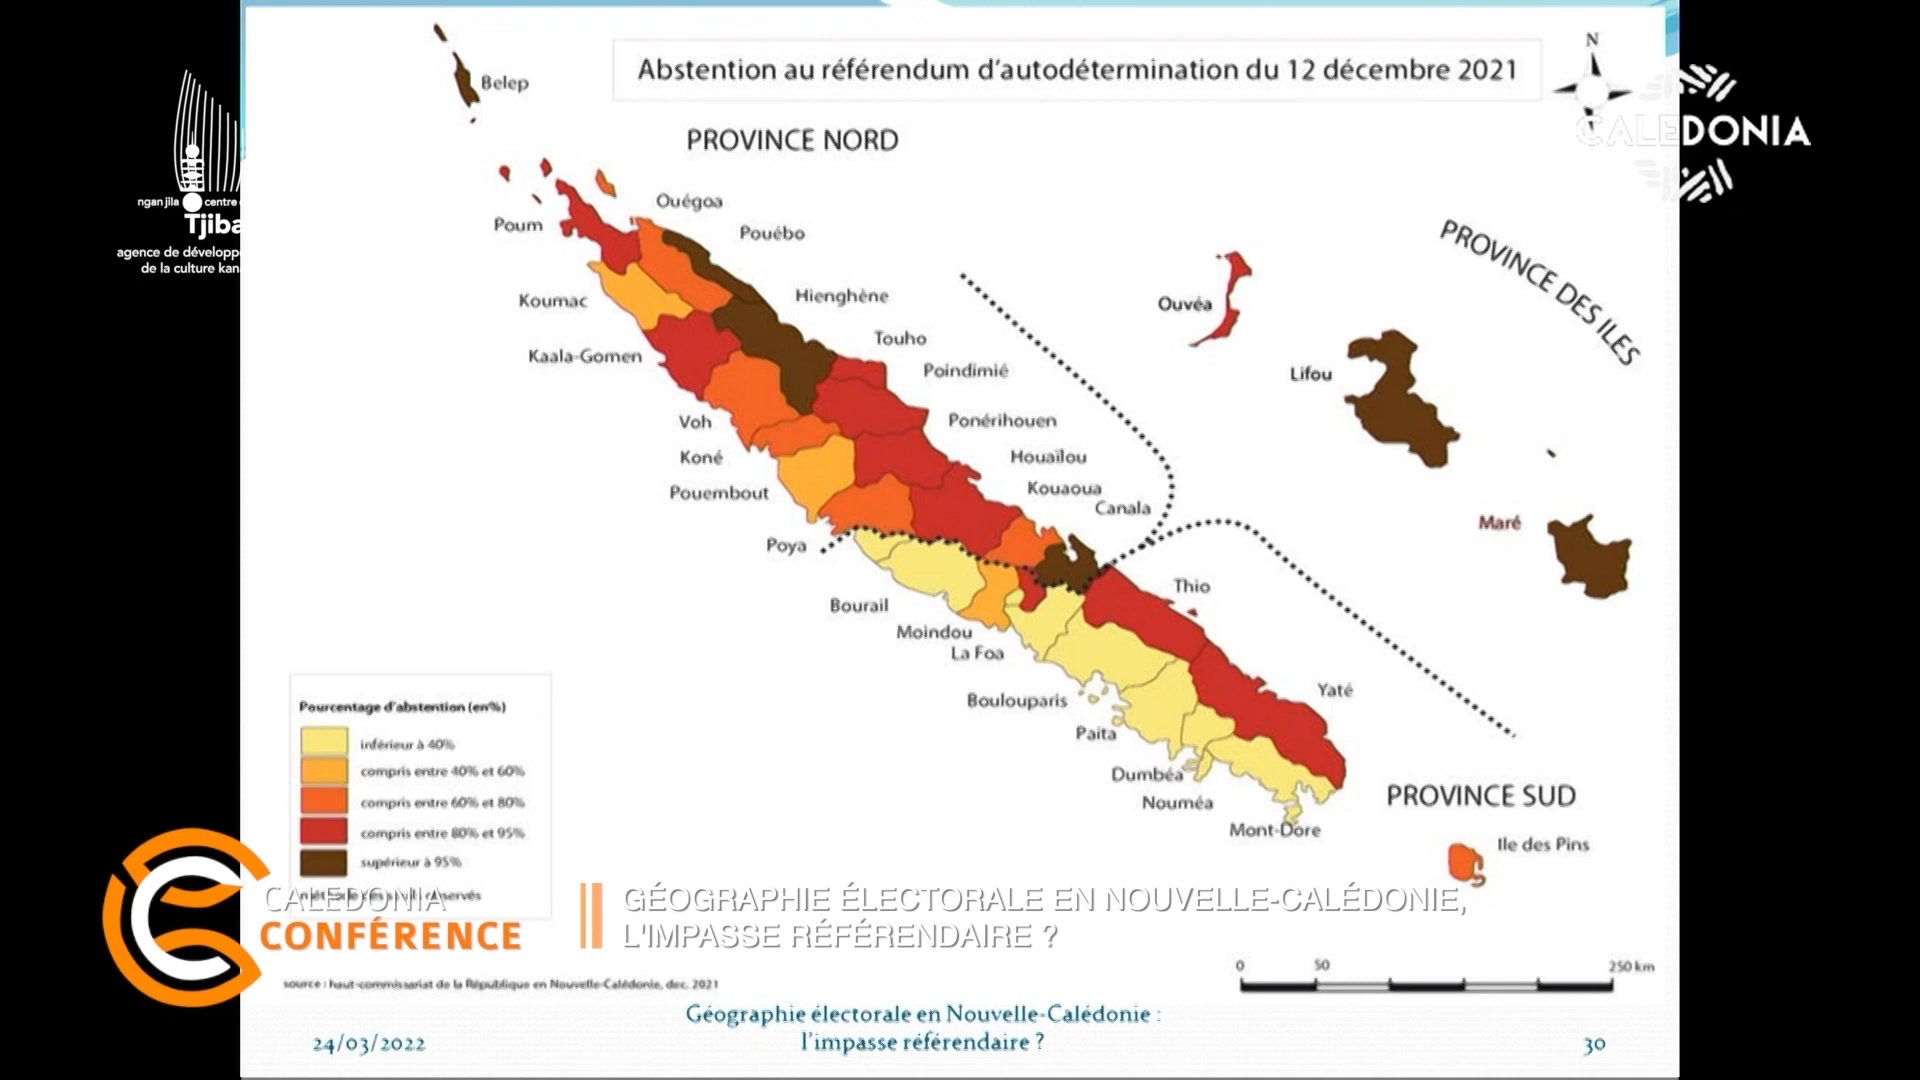 Abstention au référendum d'autodétermination du 12 décembre 2021
N
CALEDONIA
Belep
PROVINCE NORD
ngan jila centre
Tjiba
agence de développ
de la culture kan
Ouégoa
Poum
Pouébo
PROVINCE DES ILES
Koumac
Hienghène
Ouvéa
Touho
Kaala-Gomen
Poindimié
Lifou
Voh
Ponérihouen
Koné
Houaïlou
Pouembout
Kouaoua
Canala
Maré
Poya
Thio
Bourail
Moindou
La Foa
Yaté
Boulouparis
Paita
Dumbéa
Nouméa
Mont-Dore
PROVINCE SUD
Ile des Pins
Pourcentage d'abstention (en%)
inférieur à 40%
compris entre 40% et 60%
compris entre 60% et 80%
compris entre 80% et 95%
supérieur à 95%
CALEDONIA
CONFÉRENCE
GÉOGRAPHIE ÉLECTORALE EN NOUVELLE-CALÉDONIE,
L'IMPASSE RÉFÉRENDAIRE ?
0 50 250 km
source : haut-commissariat de la République en Nouvelle-Calédonie, dec. 2021
Géographie électorale en Nouvelle-Calédonie :
l'impasse référendaire ?
24/03/2022
30